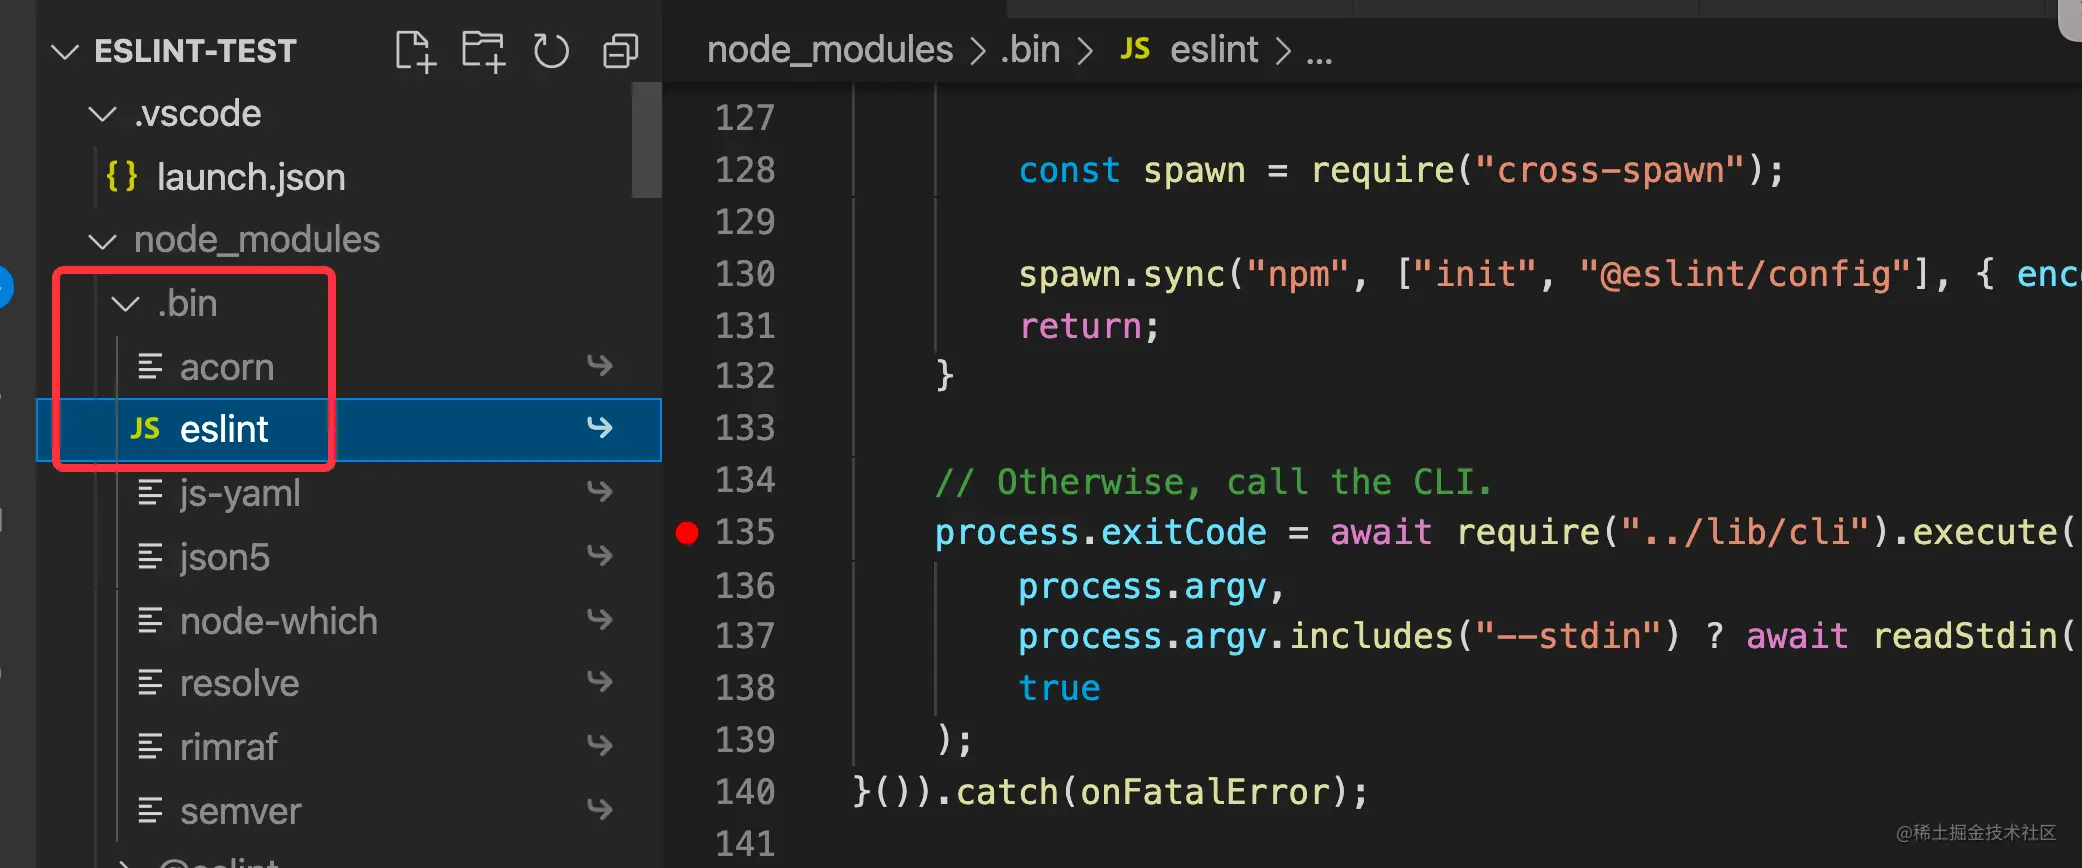 ESLINT-TEST
.vscode
{} launch.json
node_modules
.bin
acorn
JS eslint
js-yaml
json5
node-which
resolve
rimraf
semver
@eslint
node_modules > .bin > JS eslint > ...
127
128 const spawn = require("cross-spawn");
129
130 spawn.sync("npm", ["init", "@eslint/config"], { enc
131 return;
132 }
133
134 // Otherwise, call the CLI.
135 process.exitCode = await require("../lib/cli").execute(
136 process.argv,
137 process.argv.includes("--stdin") ? await readStdin(
138 true
139 );
140 }()).catch(onFatalError);
141
@稀土掘金技术社区